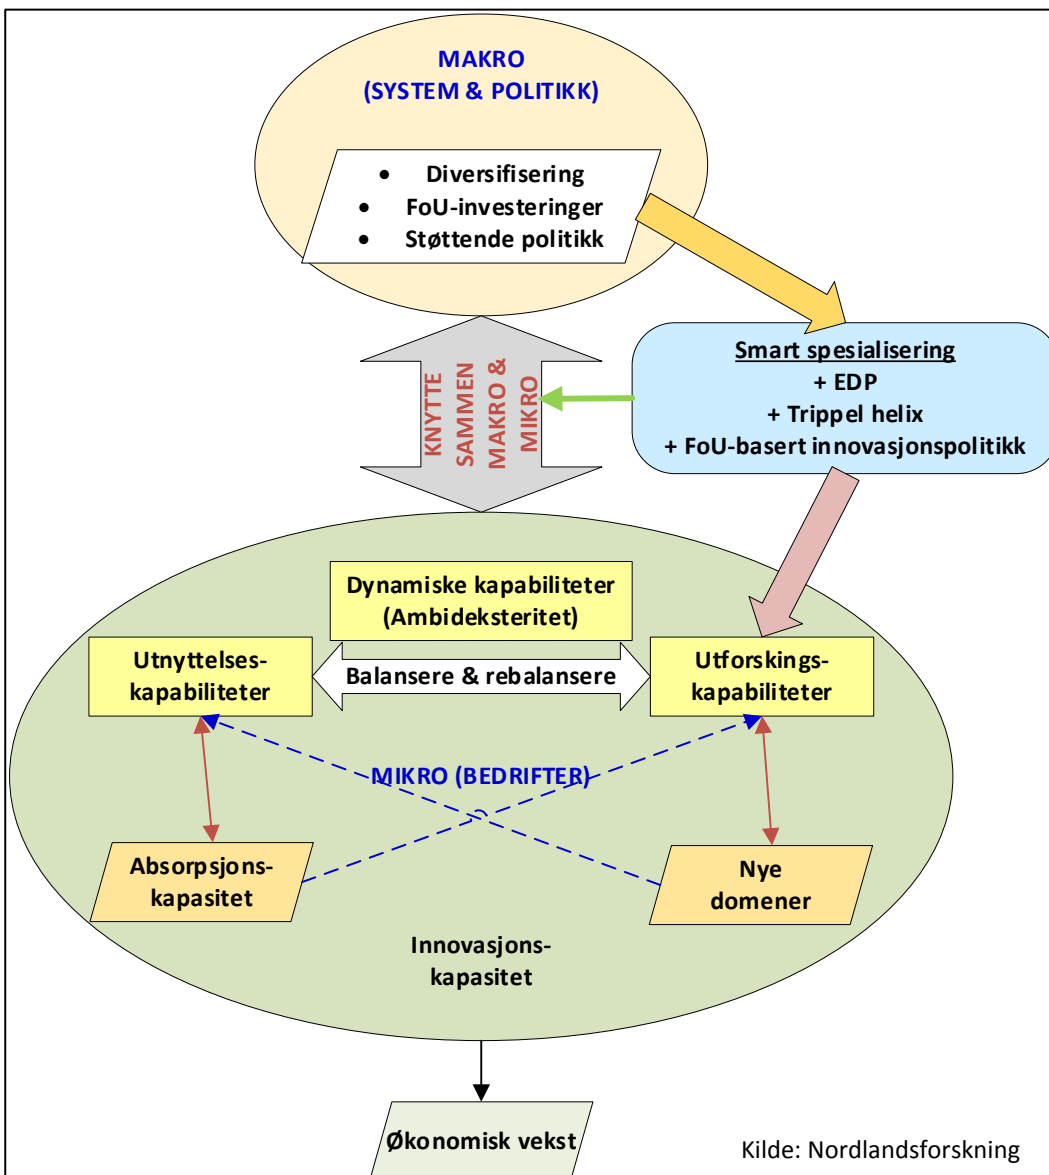 MAKRO
(SYSTEM & POLITIKK)
• Diversifisering
• FoU-investeringer
• Støttende politikk
Smart spesialisering
+ EDP
+ Trippel helix
+ FoU-basert innovasjonspolitikk
KNYTTE
SAMMEN
MAKRO &
MIKRO
Dynamiske kapabiliteter
(Ambideksteritet)
Utnyttelses-
kapabiliteter
Balansere & rebalansere
Utforskings-
kapabiliteter
MIKRO (BEDRIFTER)
Absorpsjons-
kapasitet
Nye
domener
Innovasjons-
kapasitet
Økonomisk vekst
Kilde: Nordlandsforskning